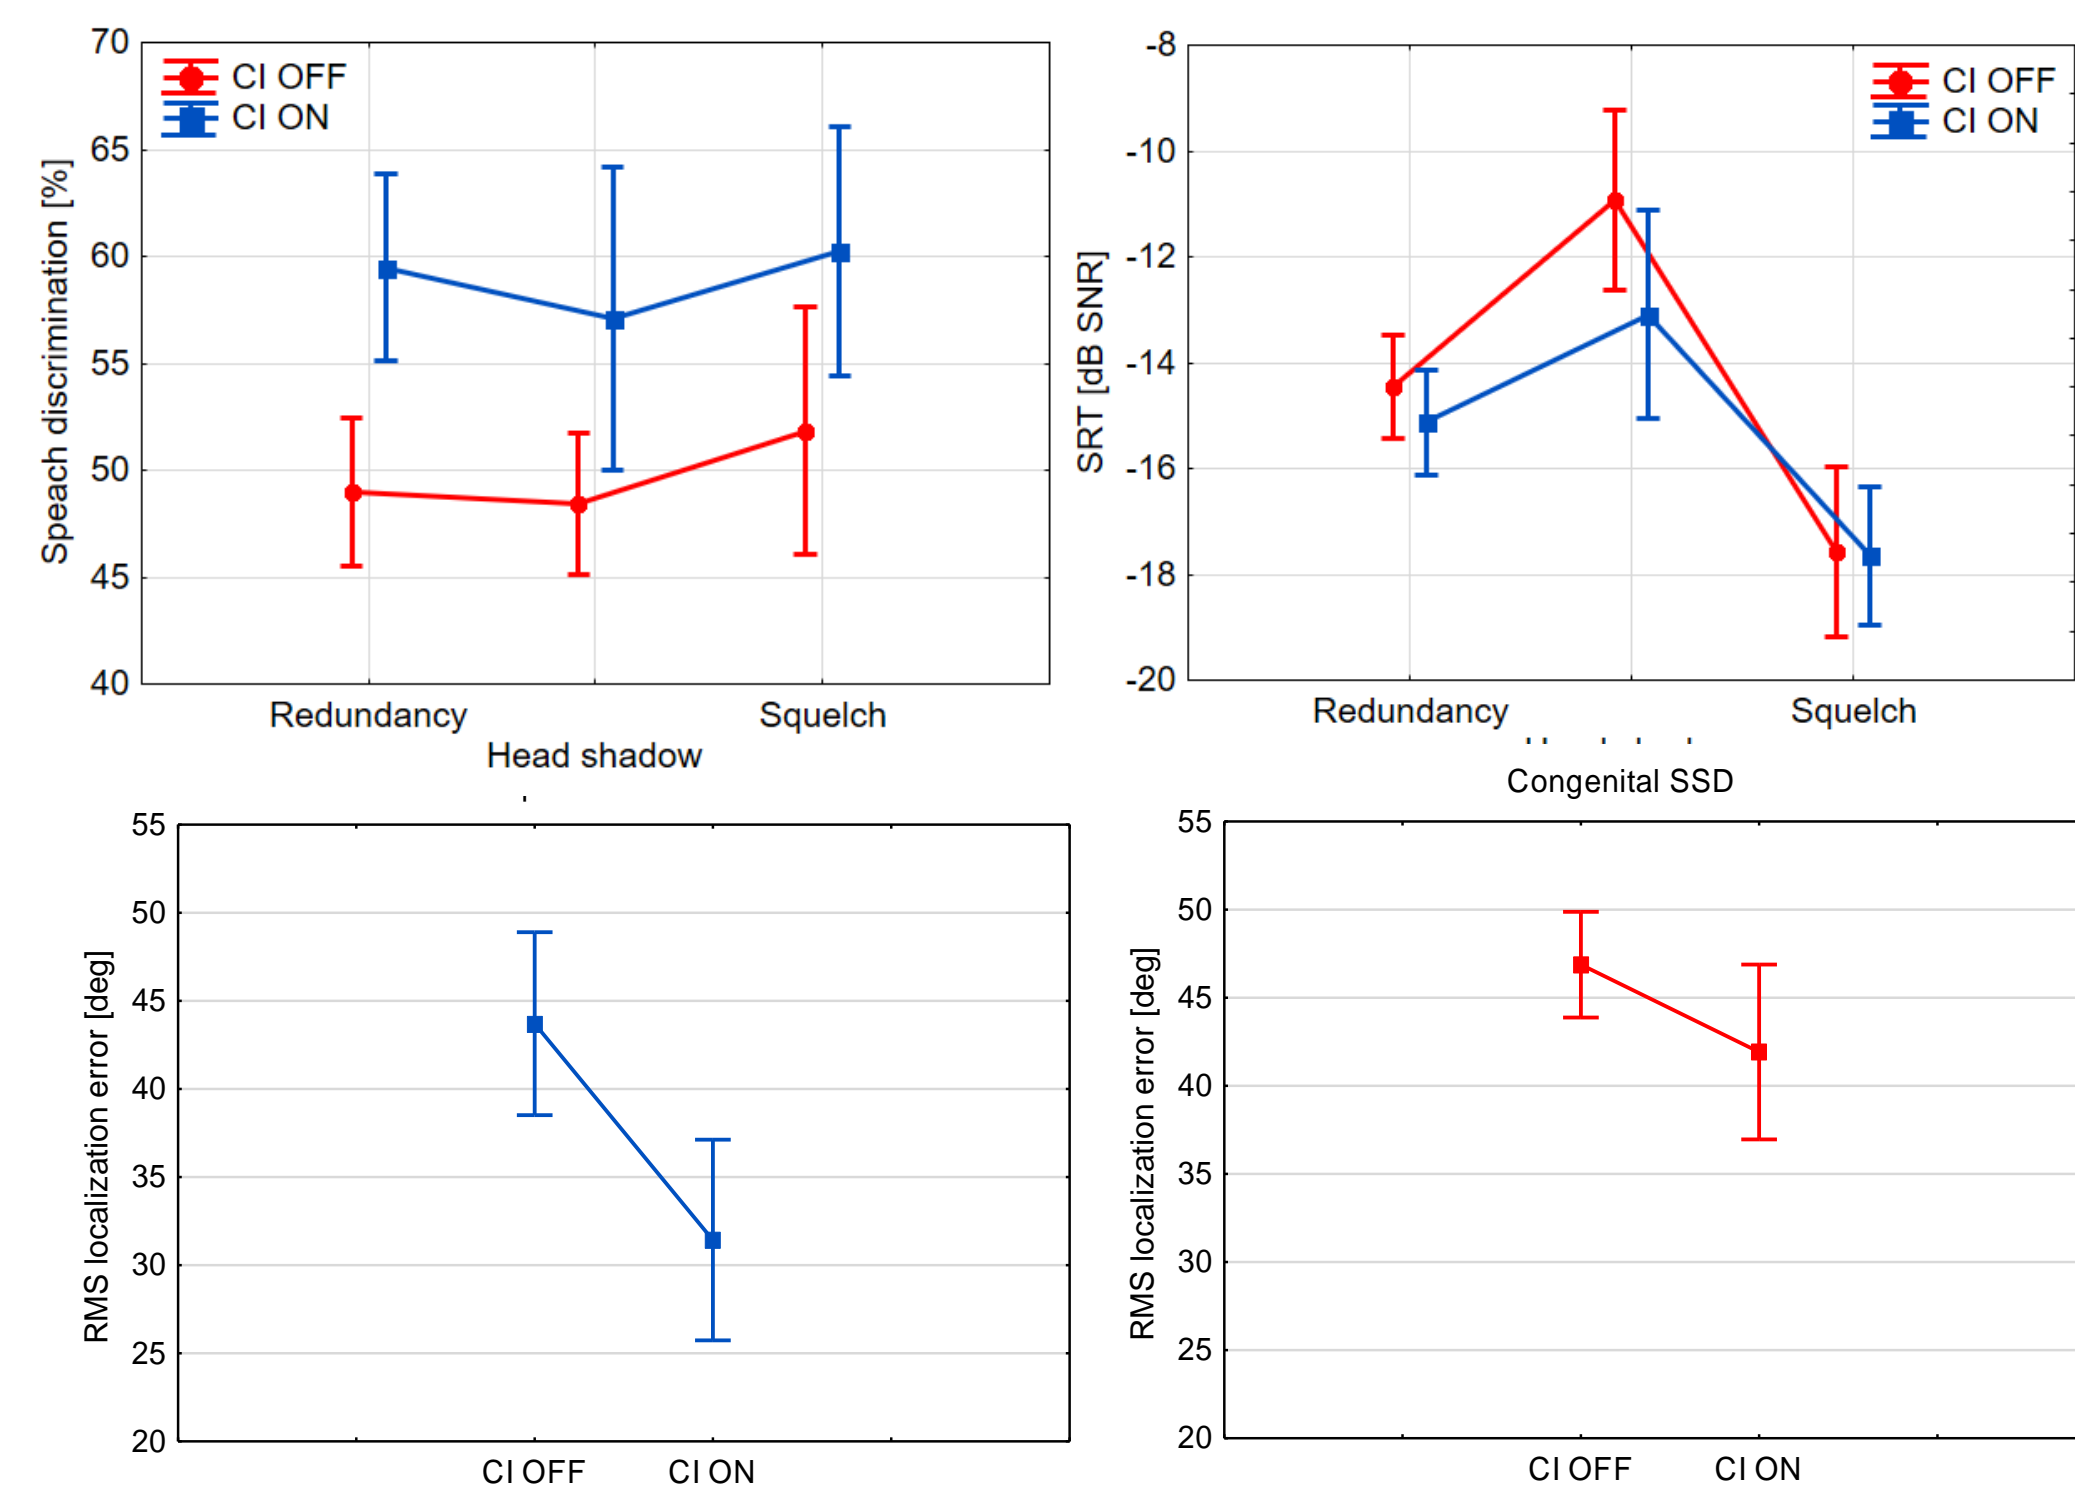 70
65
60
55
50
45
40
Speach discrimination [%]
CI OFF
CI ON
Redundancy
Squelch
Head shadow
-8
-10
-12
-14
-16
-18
-20
SRT [dB SNR]
CI OFF
CI ON
Redundancy
Squelch
55
50
45
40
35
30
25
20
RMS localization error [deg]
CI OFF
CI ON
Congenital SSD
55
50
45
40
35
30
25
20
RMS localization error [deg]
CI OFF
CI ON